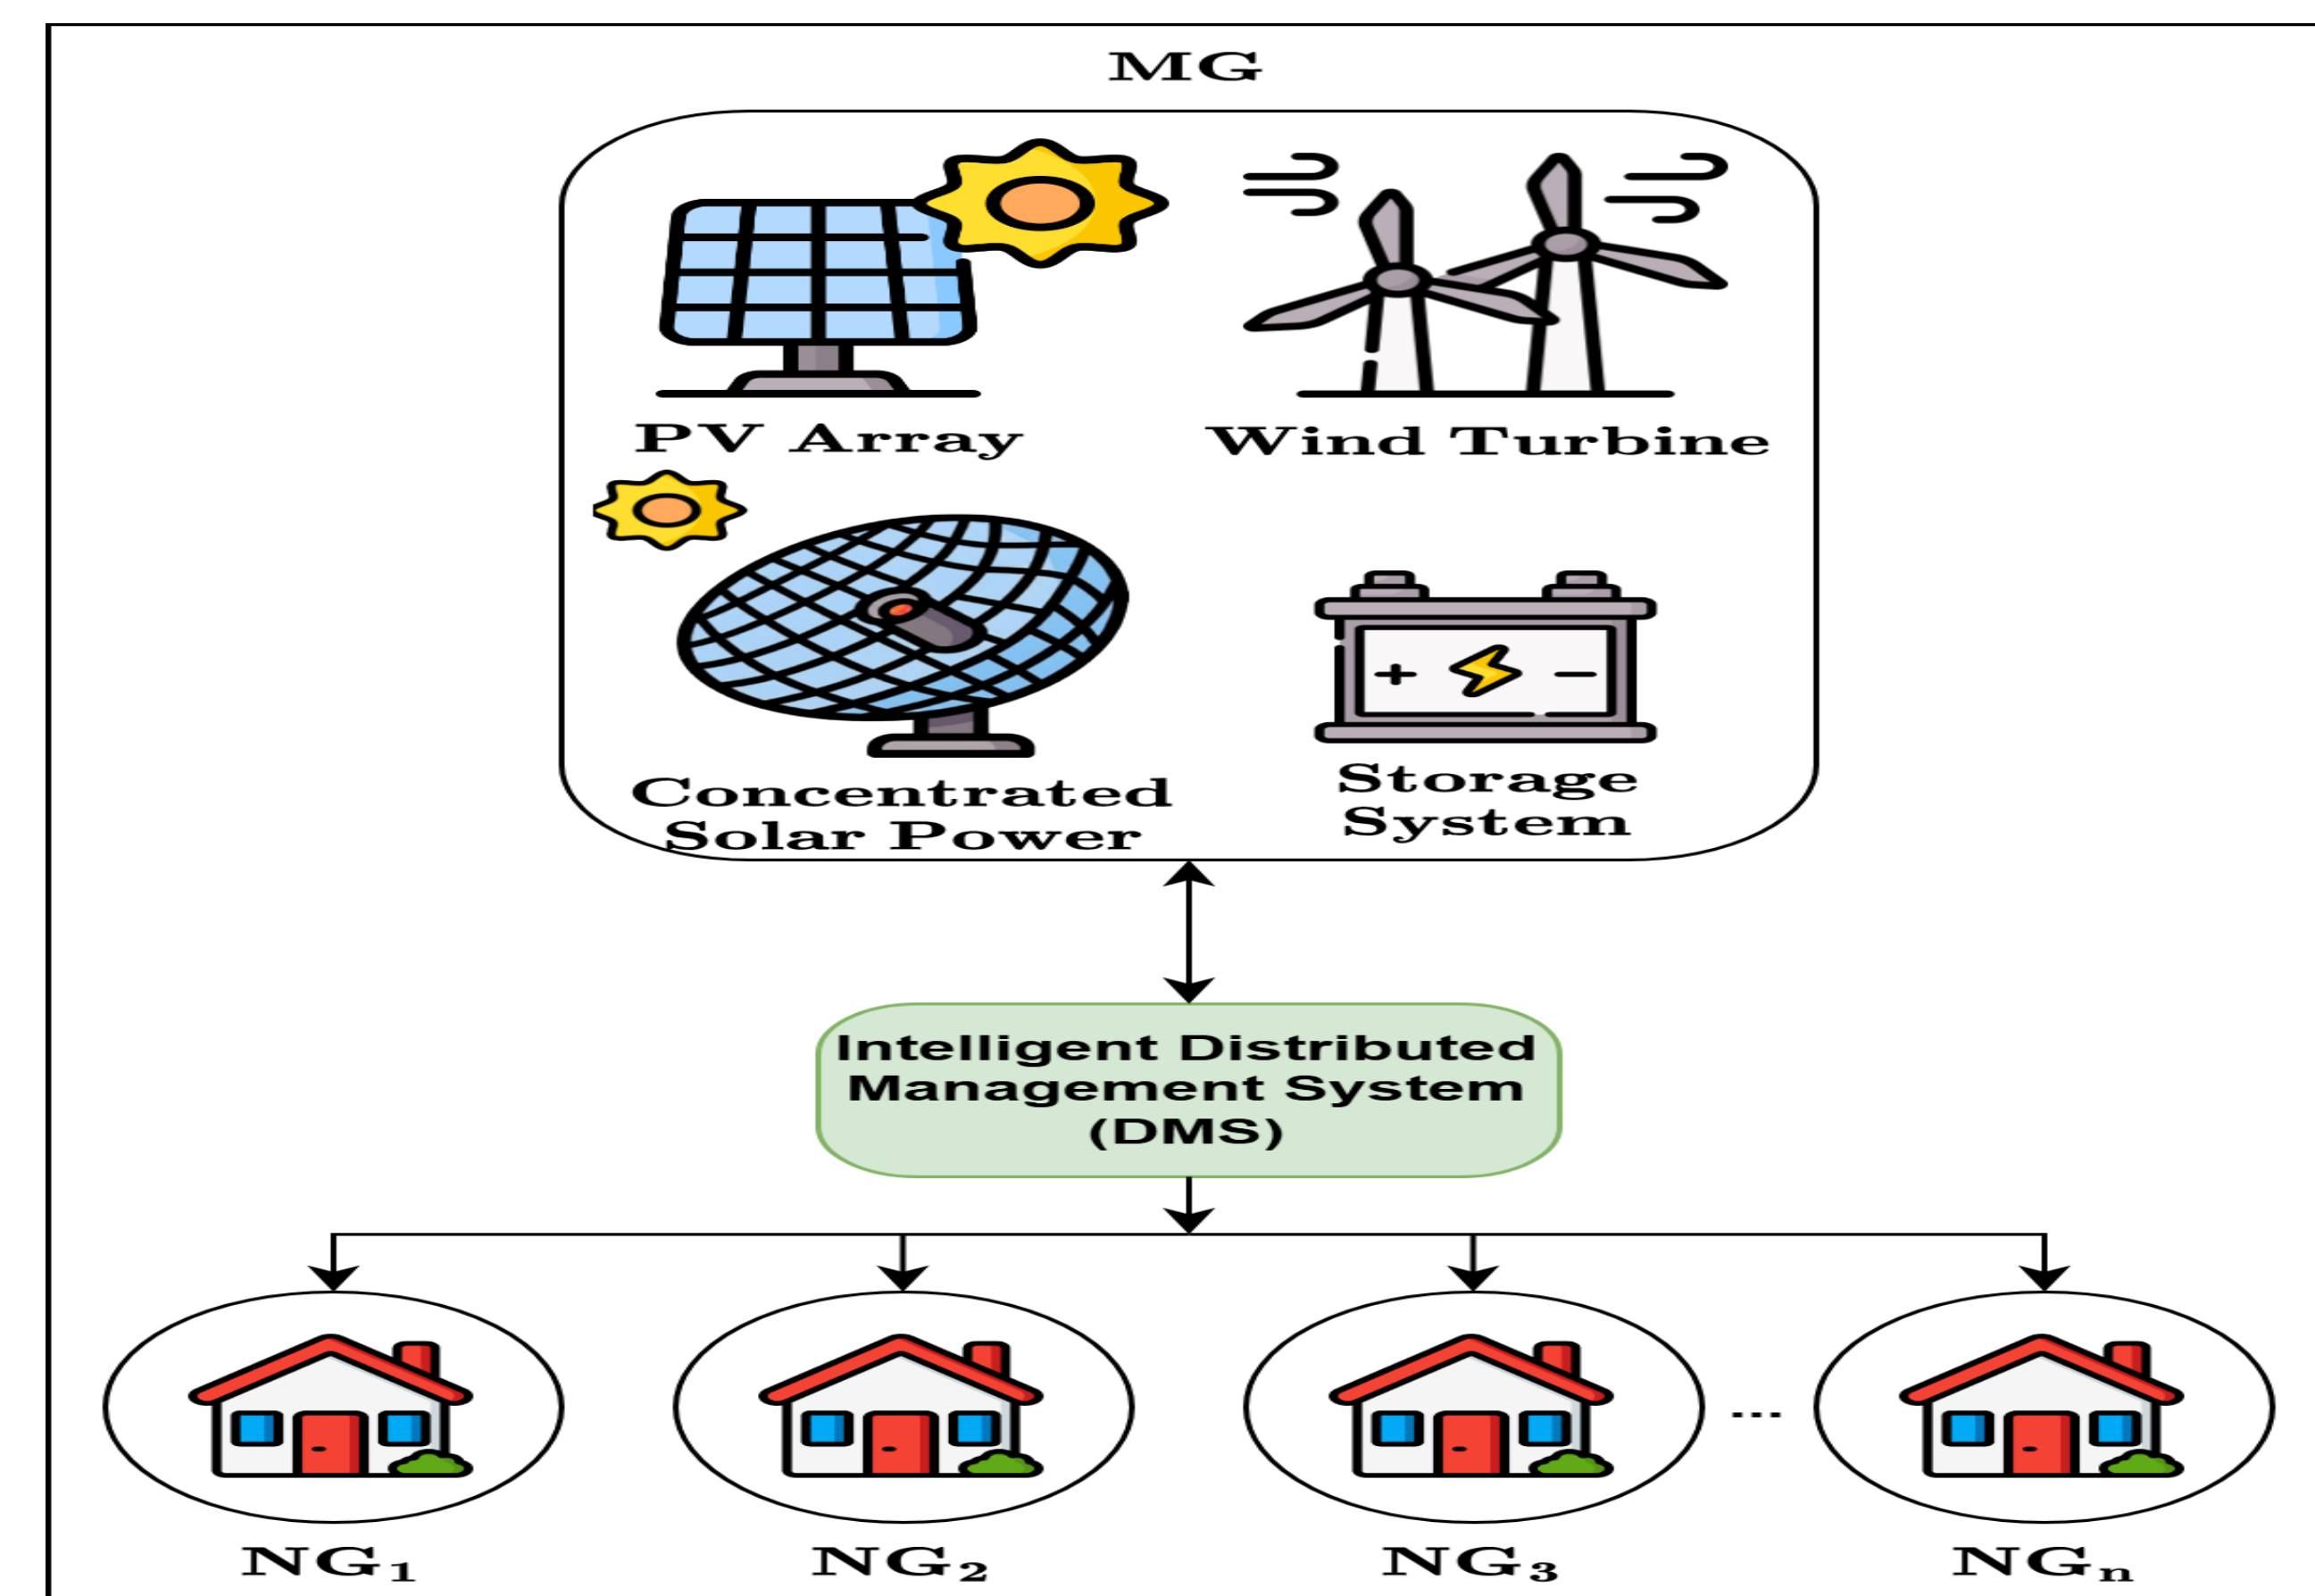 MG
PV Array
Wind Turbine
Concentrated
Solar Power
Storage
System
+ −
Intelligent Distributed
Management System
(DMS)
...
NG₁
NG₂
NG₃
NGₙ